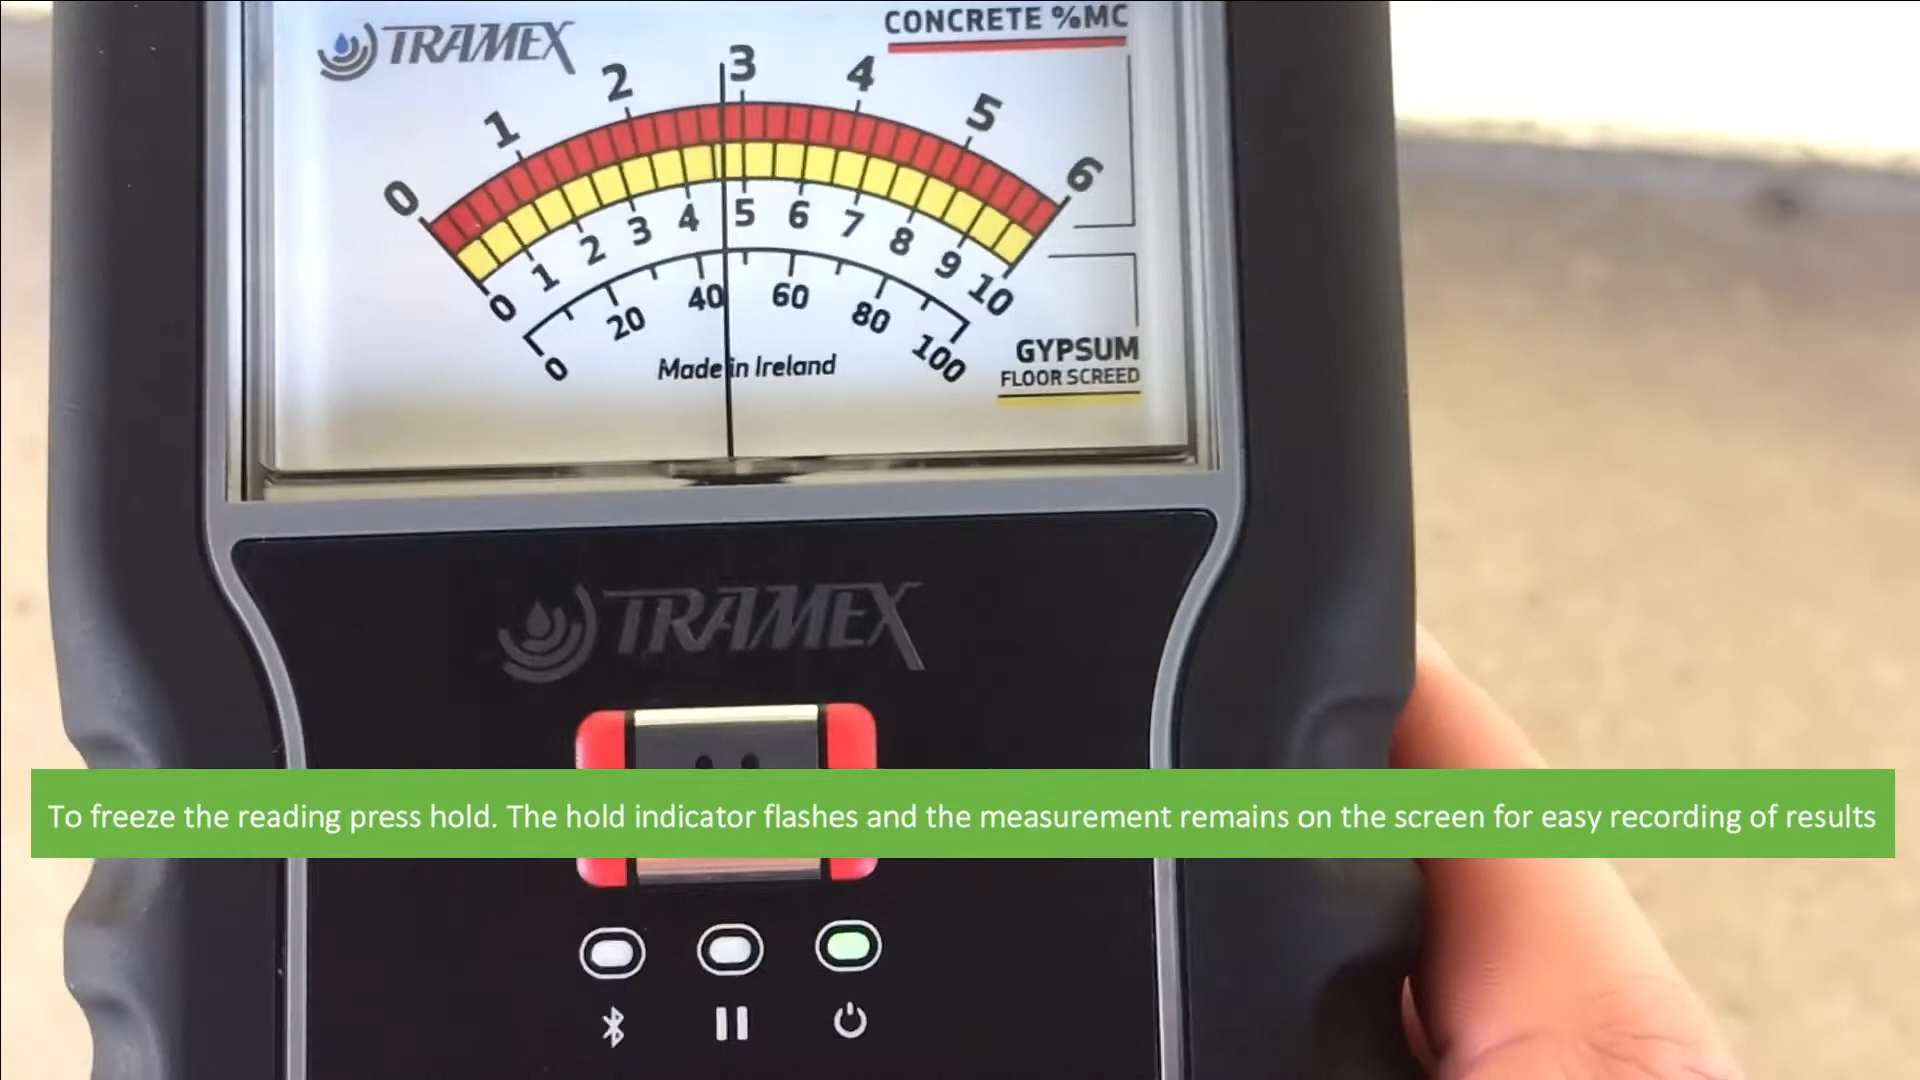 TRAMEX
CONCRETE %MC
0 1 2 3 4 5 6
0 1 2 3 4 5 6 7 8 9 10
0 20 40 60 80 100
Made in Ireland
GYPSUM
FLOOR SCREED
TRAMEX
To freeze the reading press hold. The hold indicator flashes and the measurement remains on the screen for easy recording of results